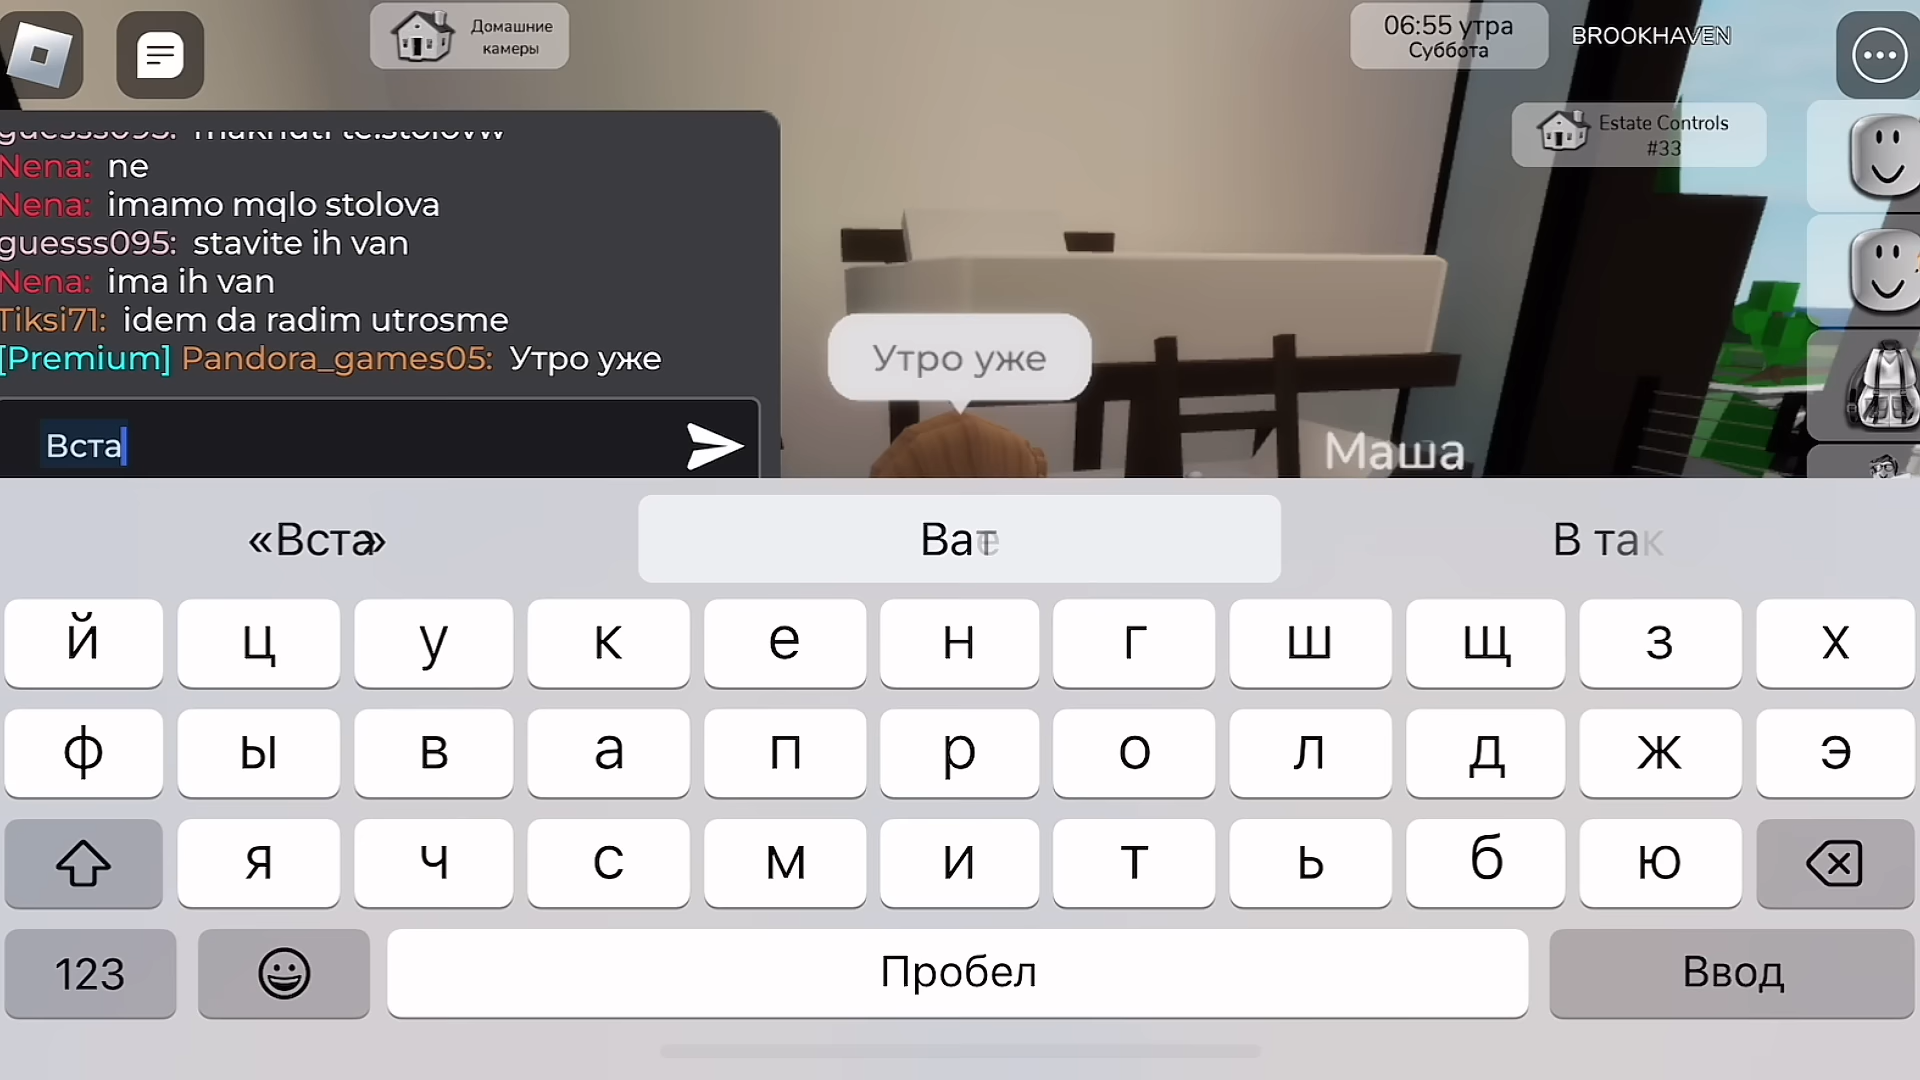 Домашние
камеры
06:55 утра
Суббота
BROOKHAVEN
Estate Controls
#33
Nena: ne
Nena: imamo mqlo stolova
guesss095: stavite ih van
Nena: ima ih van
Tiksi71: idem da radim utrosme
[Premium] Pandora_games05: Утро уже
Утро уже
Маша
Вста
«Вста»
В так
й ц у к е н г ш щ з х
ф ы в а п р о л д ж э
я ч с м и т ь б ю
123 Пробел Ввод